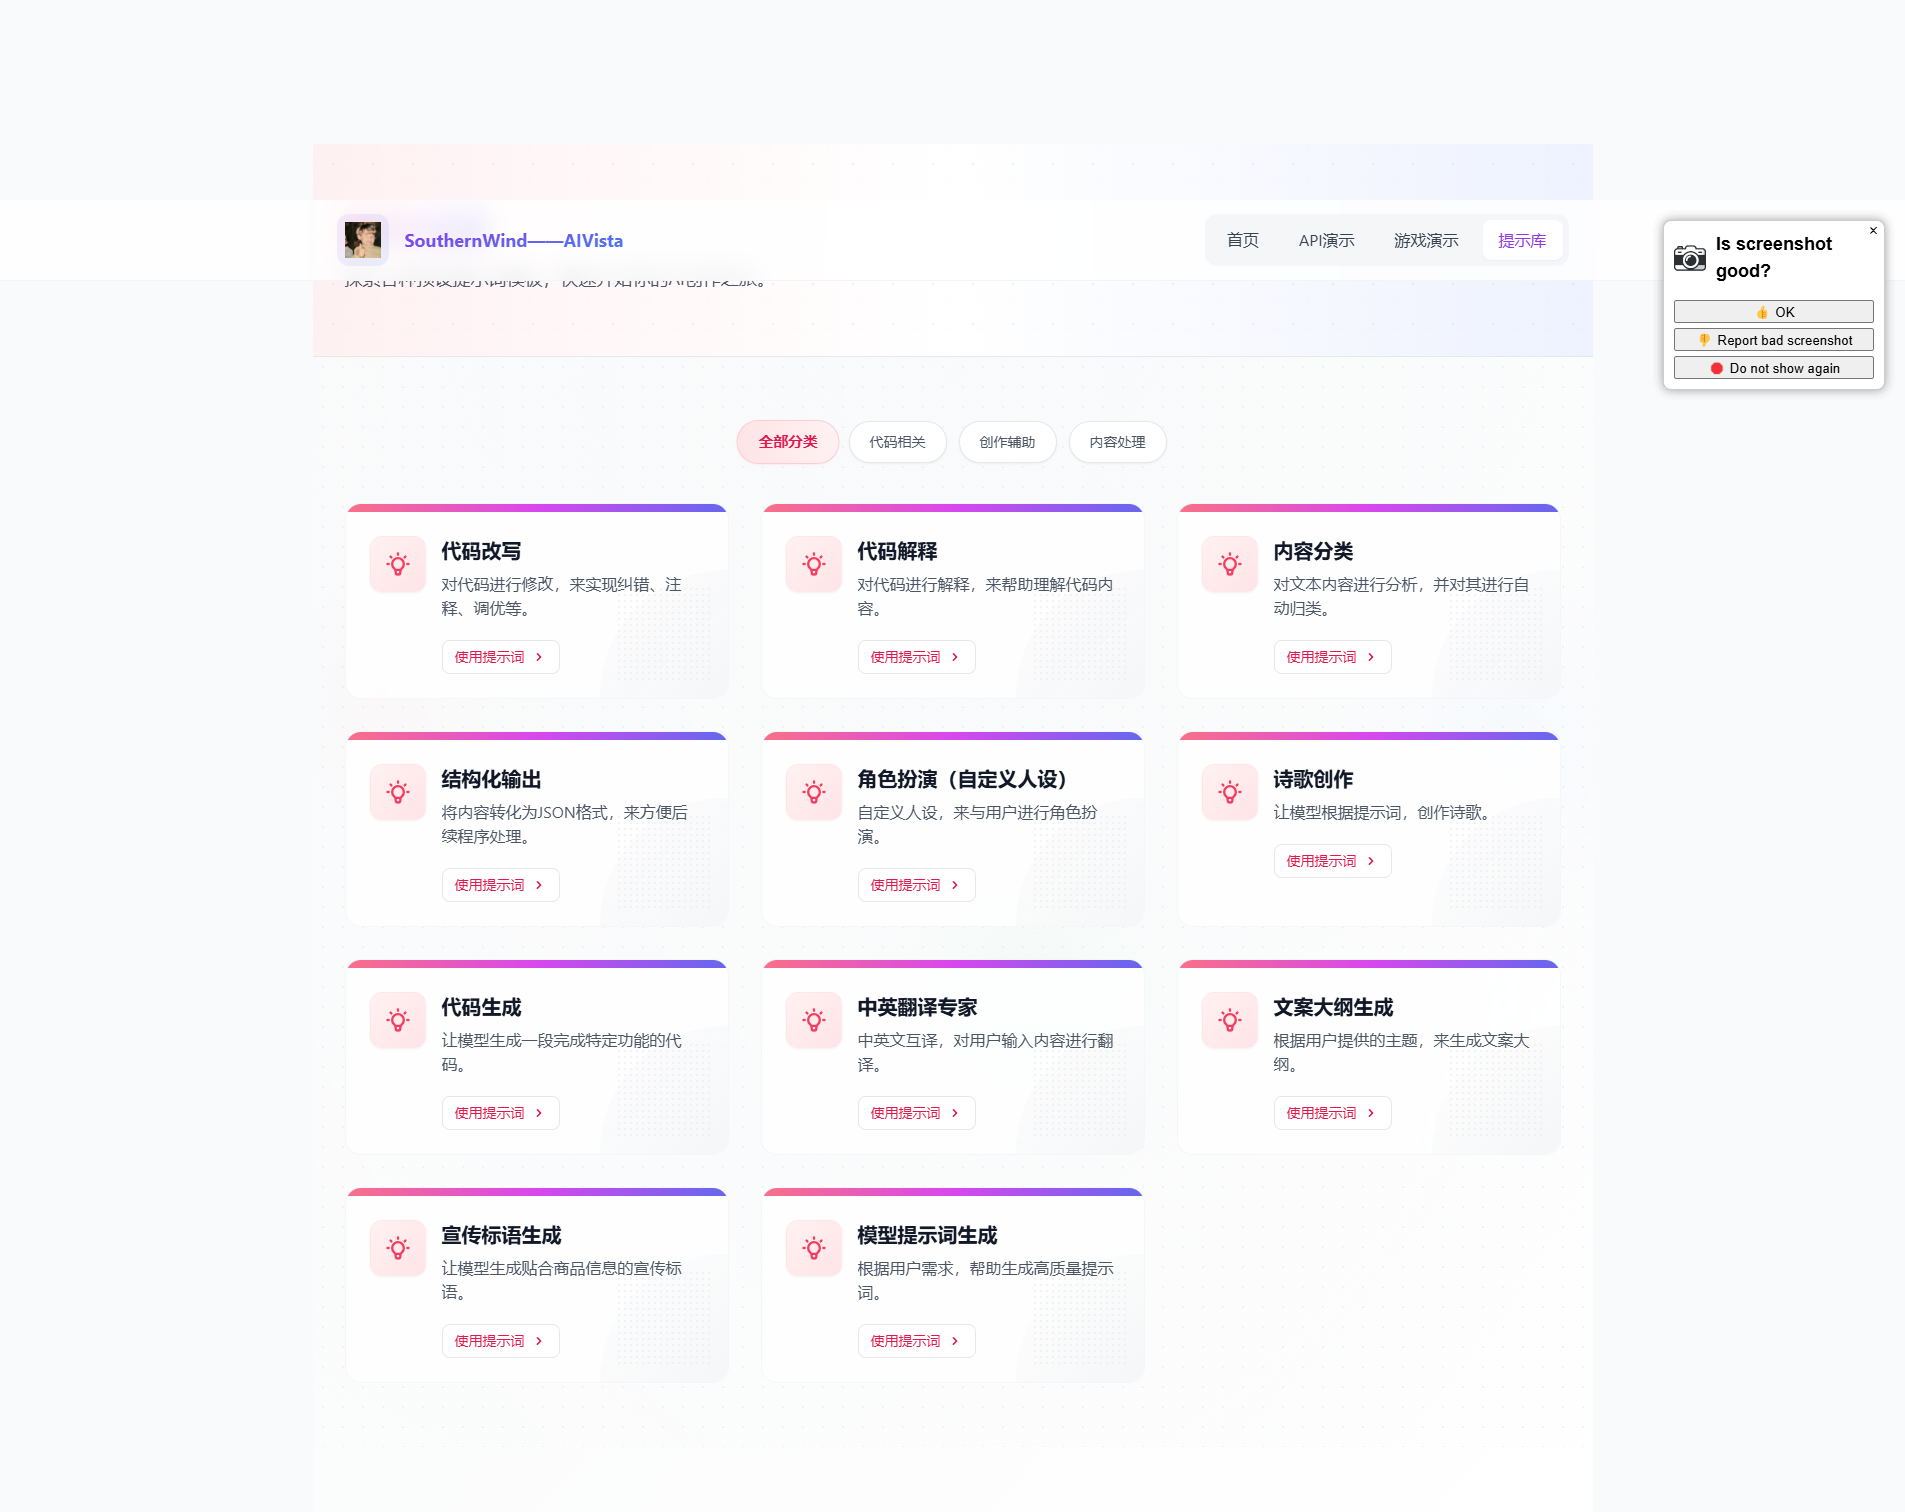 SouthernWind——AIVista
首页
API演示
游戏演示
提示库
Is screenshot
good?
×
👍 OK
👎 Report bad screenshot
🛑 Do not show again
全部分类
代码相关
创作辅助
内容处理
代码改写
对代码进行修改，来实现纠错、注
释、调优等。
使用提示词
代码解释
对代码进行解释，来帮助理解代码内
容。
使用提示词
内容分类
对文本内容进行分析，并对其进行自
动归类。
使用提示词
结构化输出
将内容转化为JSON格式，来方便后
续程序处理。
使用提示词
角色扮演（自定义人设）
自定义人设，来与用户进行角色扮
演。
使用提示词
诗歌创作
让模型根据提示词，创作诗歌。
使用提示词
代码生成
让模型生成一段完成特定功能的代
码。
使用提示词
中英翻译专家
中英文互译，对用户输入内容进行翻
译。
使用提示词
文案大纲生成
根据用户提供的主题，来生成文案大
纲。
使用提示词
宣传标语生成
让模型生成贴合商品信息的宣传标
语。
使用提示词
模型提示词生成
根据用户需求，帮助生成高质量提示
词。
使用提示词